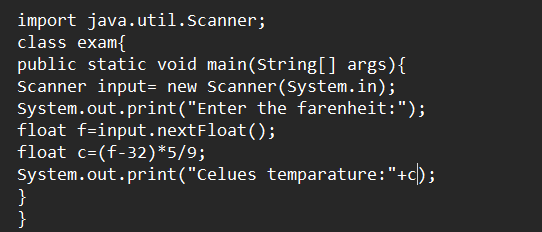 import java.util.Scanner;
class exam{
public static void main(String[] args){
Scanner input= new Scanner(System.in);
System.out.print("Enter the farenheit:");
float f=input.nextFloat();
float c=(f-32)*5/9;
System.out.print("Celues temparature:"+c);
}
}